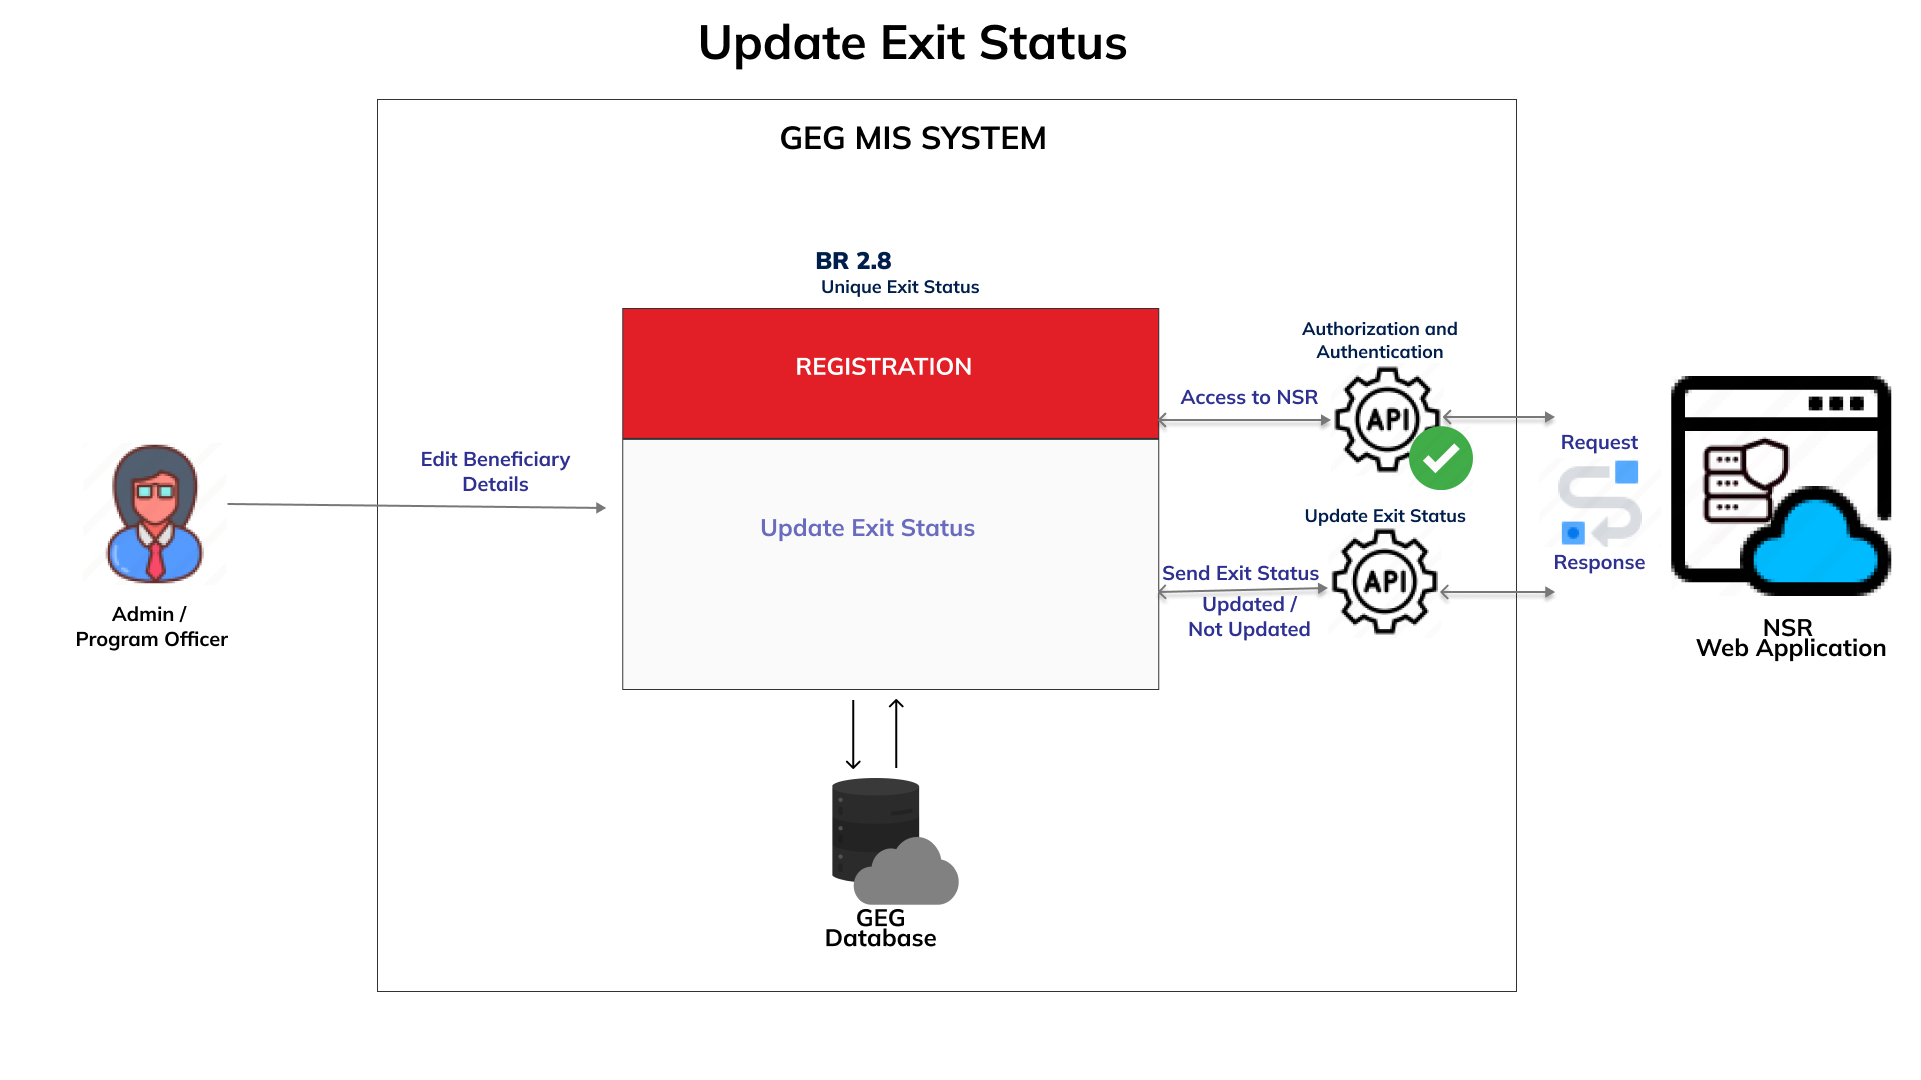 Update Exit Status
GEG MIS SYSTEM
BR 2.8
Unique Exit Status
REGISTRATION
Update Exit Status
Edit Beneficiary
Details
Admin /
Program Officer
Access to NSR
Authorization and
Authentication
API
Update Exit Status
Send Exit Status
Updated /
Not Updated
API
Request
Response
NSR
Web Application
GEG
Database